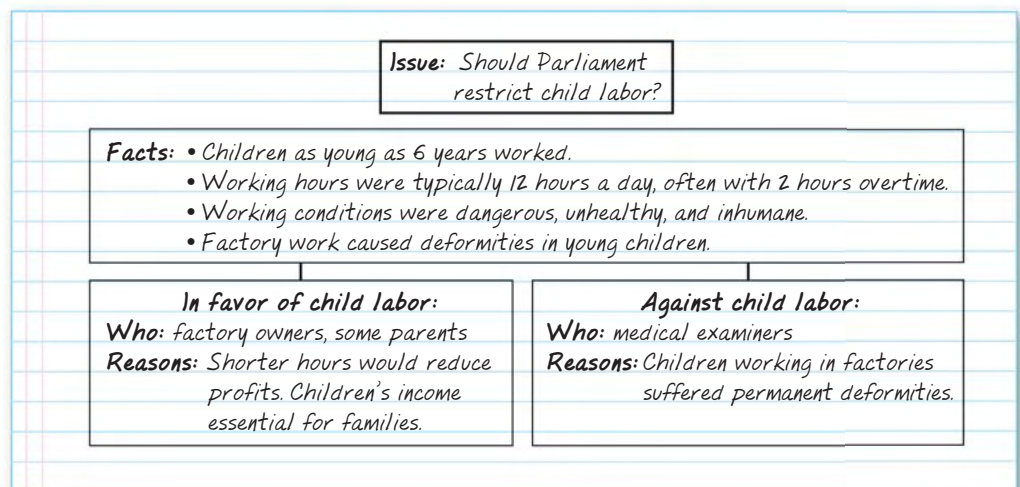 Issue: Should Parliament
restrict child labor?
Facts: • Children as young as 6 years worked.
• Working hours were typically 12 hours a day, often with 2 hours overtime.
• Working conditions were dangerous, unhealthy, and inhumane.
• Factory work caused deformities in young children.
In favor of child labor:
Who: factory owners, some parents
Reasons: Shorter hours would reduce
profits. Children's income
essential for families.
Against child labor:
Who: medical examiners
Reasons: Children working in factories
suffered permanent deformities.